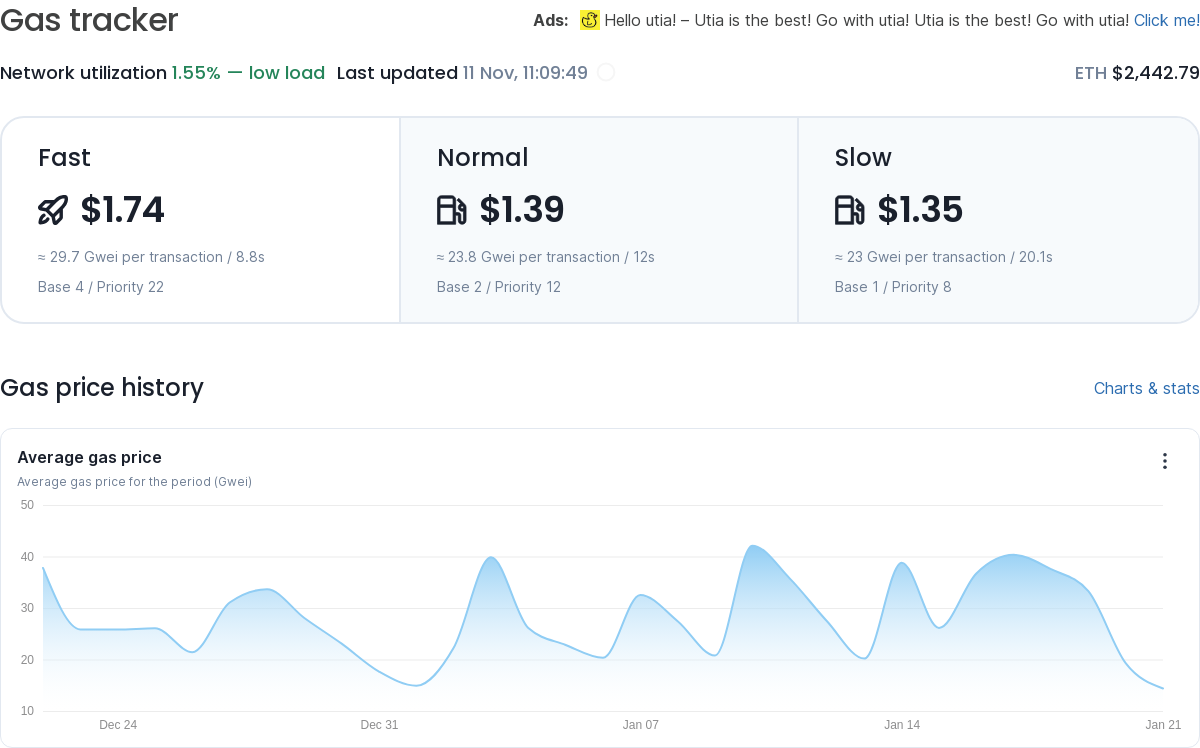 Gas tracker
Ads: Hello utia! – Utia is the best! Go with utia! Utia is the best! Go with utia! Click me!
Network utilization 1.55% — low load Last updated 11 Nov, 11:09:49 ETH $2,442.79
Fast Normal Slow
$1.74 $1.39 $1.35
≈ 29.7 Gwei per transaction / 8.8s ≈ 23.8 Gwei per transaction / 12s ≈ 23 Gwei per transaction / 20.1s
Base 4 / Priority 22 Base 2 / Priority 12 Base 1 / Priority 8
Gas price history Charts & stats
Average gas price
Average gas price for the period (Gwei)
50
40
30
20
10
Dec 24 Dec 31 Jan 07 Jan 14 Jan 21